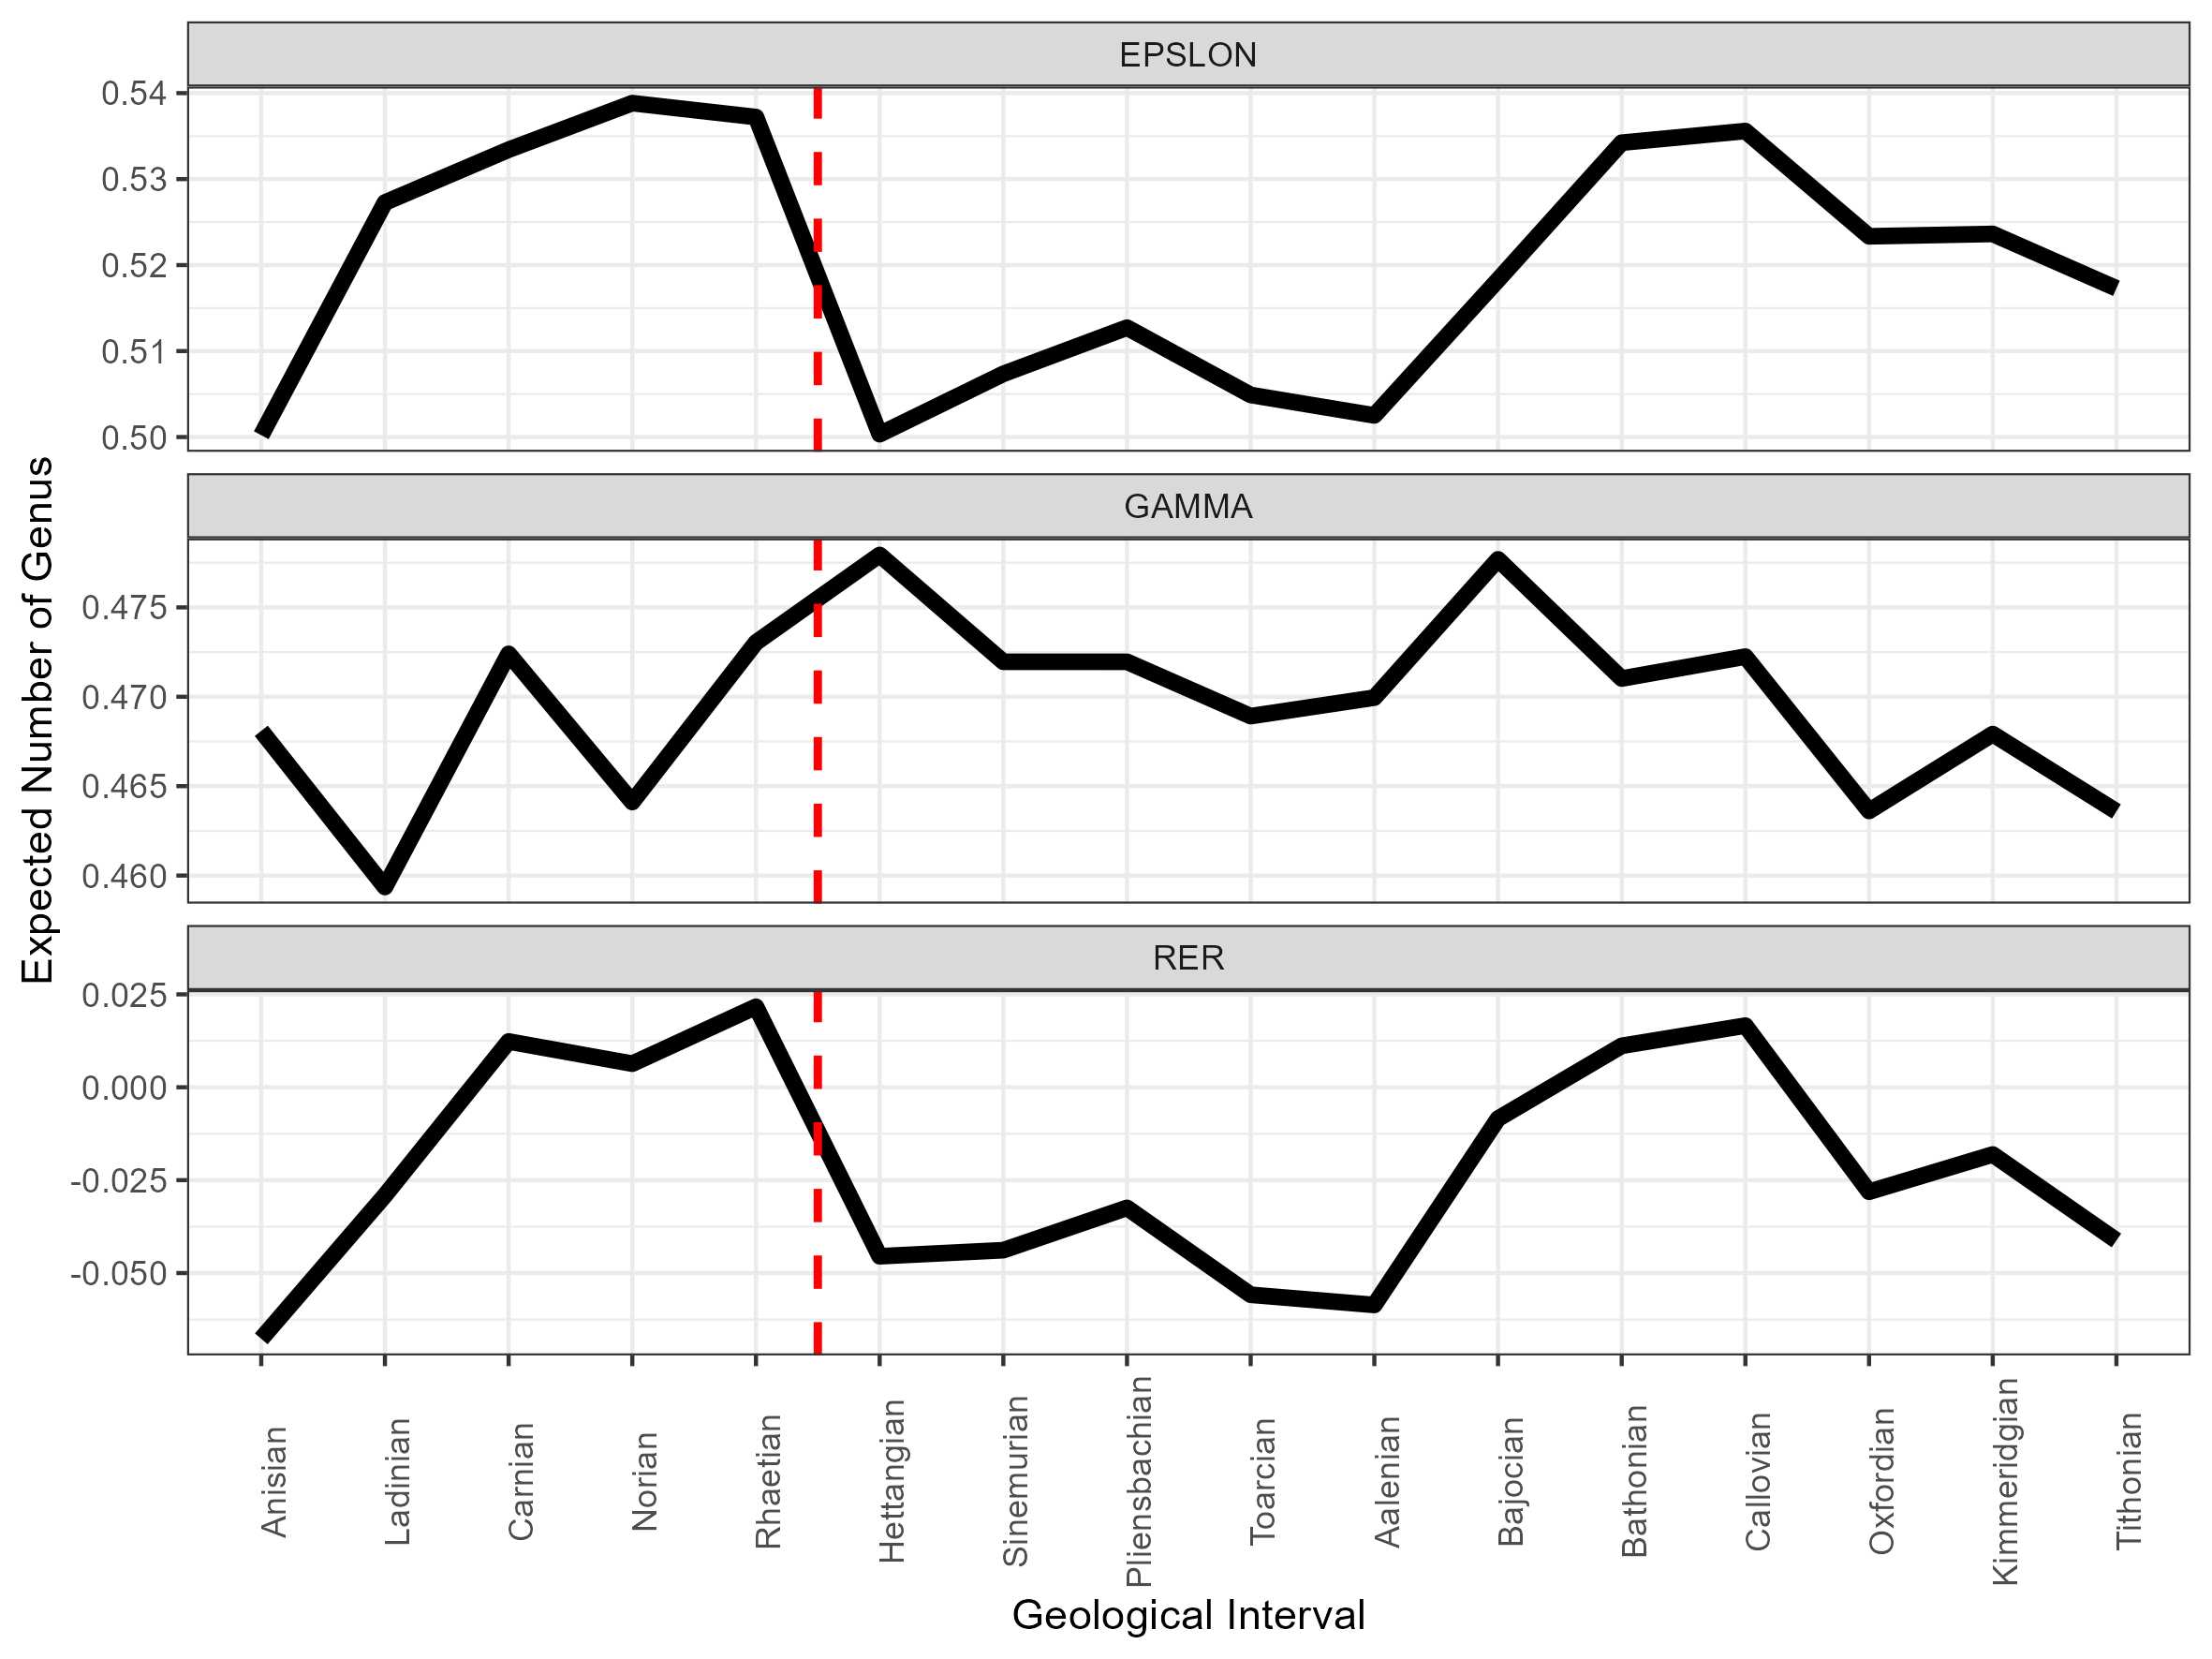 EPSLON
0.54
0.53
0.52
0.51
0.50
GAMMA
0.475
0.470
0.465
0.460
RER
0.025
0.000
-0.025
-0.050
Expected Number of Genus
Anisian
Ladinian
Carnian
Norian
Rhaetian
Hettangian
Sinemurian
Pliensbachian
Toarcian
Aalenian
Bajocian
Bathonian
Callovian
Oxfordian
Kimmeridgian
Tithonian
Geological Interval